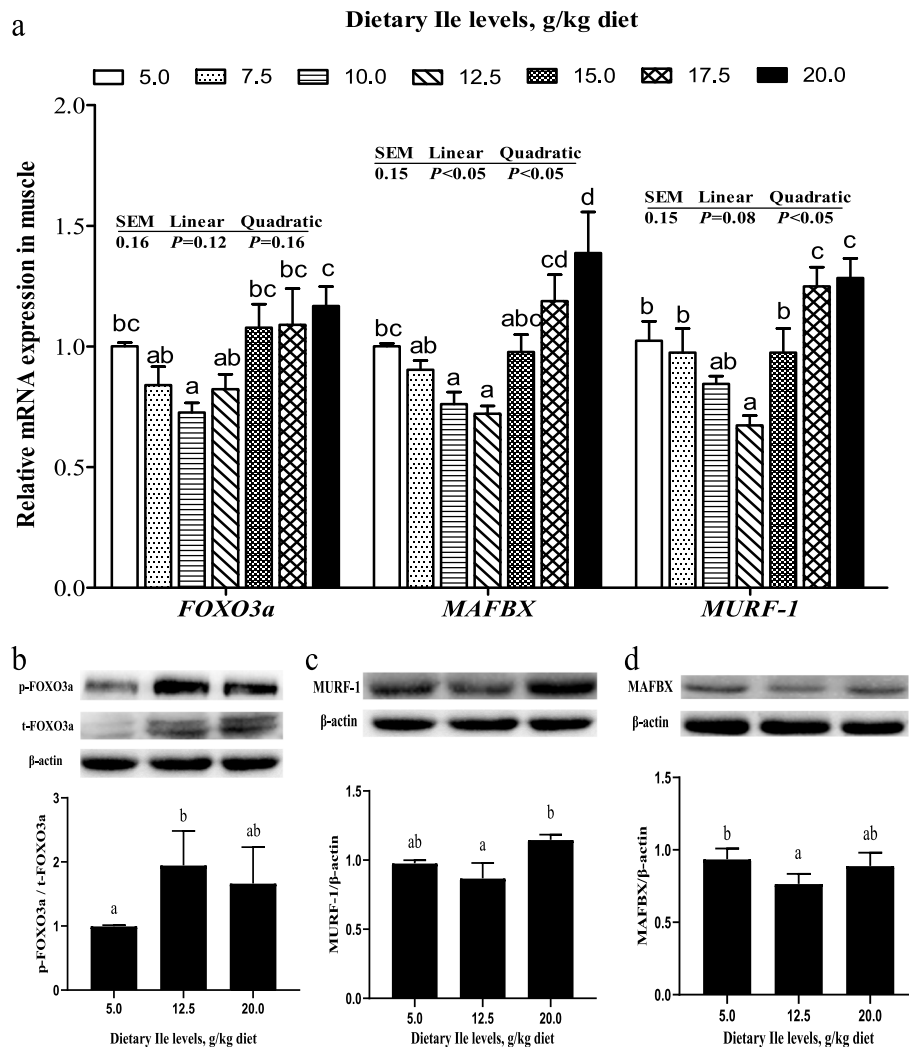 a
Dietary Ile levels, g/kg diet
5.0 7.5 10.0 12.5 15.0 17.5 20.0
Relative mRNA expression in muscle
2.0
1.5
1.0
0.5
0.0
SEM Linear Quadratic
0.16 P=0.12 P=0.16
bc ab a ab bc bc c
FOXO3a
SEM Linear Quadratic
0.15 P<0.05 P<0.05
bc ab a a abc cd d
MAFBX
SEM Linear Quadratic
0.15 P=0.08 P<0.05
b b ab a b c c
MURF-1
b
p-FOXO3a
t-FOXO3a
β-actin
p-FOXO3a / t-FOXO3a
3
2
1
0
a b ab
5.0 12.5 20.0
Dietary Ile levels, g/kg diet
c
MURF-1
β-actin
MURF-1/β-actin
1.5
1.0
0.5
0.0
ab a b
5.0 12.5 20.0
Dietary Ile levels, g/kg diet
d
MAFBX
β-actin
MAFBX/β-actin
1.5
1.0
0.5
0.0
b a ab
5.0 12.5 20.0
Dietary Ile levels, g/kg diet